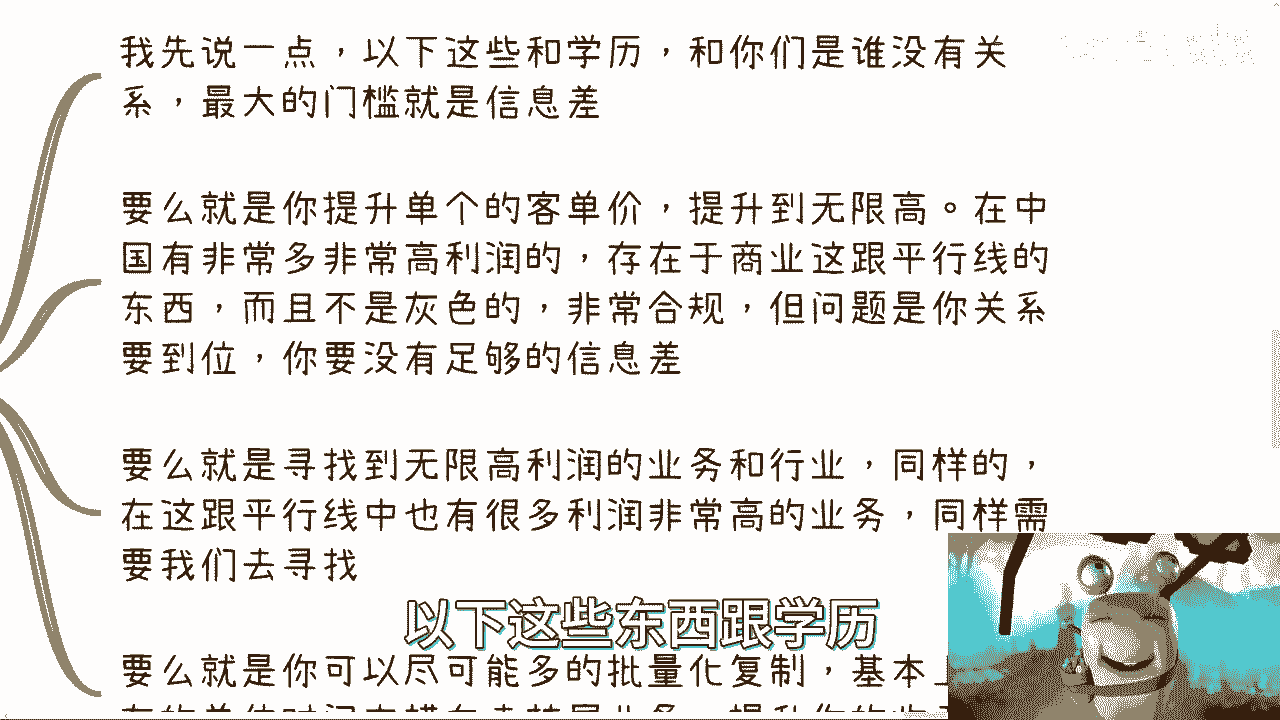 我先说一点，以下这些和学历，和你们是谁没有关
系，最大的门槛就是信息差
要么就是你提升单个的客单价，提升到无限高。在中
国有非常多非常高利润的，存在于商业这跟平行线的
东西，而且不是灰色的，非常合规，但问题是你关系
要到位，你要没有足够的信息差
要么就是寻找到无限高利润的业务和行业，同样的，
在这跟平行线中也有很多利润非常高的业务，同样需
要我们去寻找
以下这些东西跟学历
要么就是你可以尽可能多的批量化复制，基本